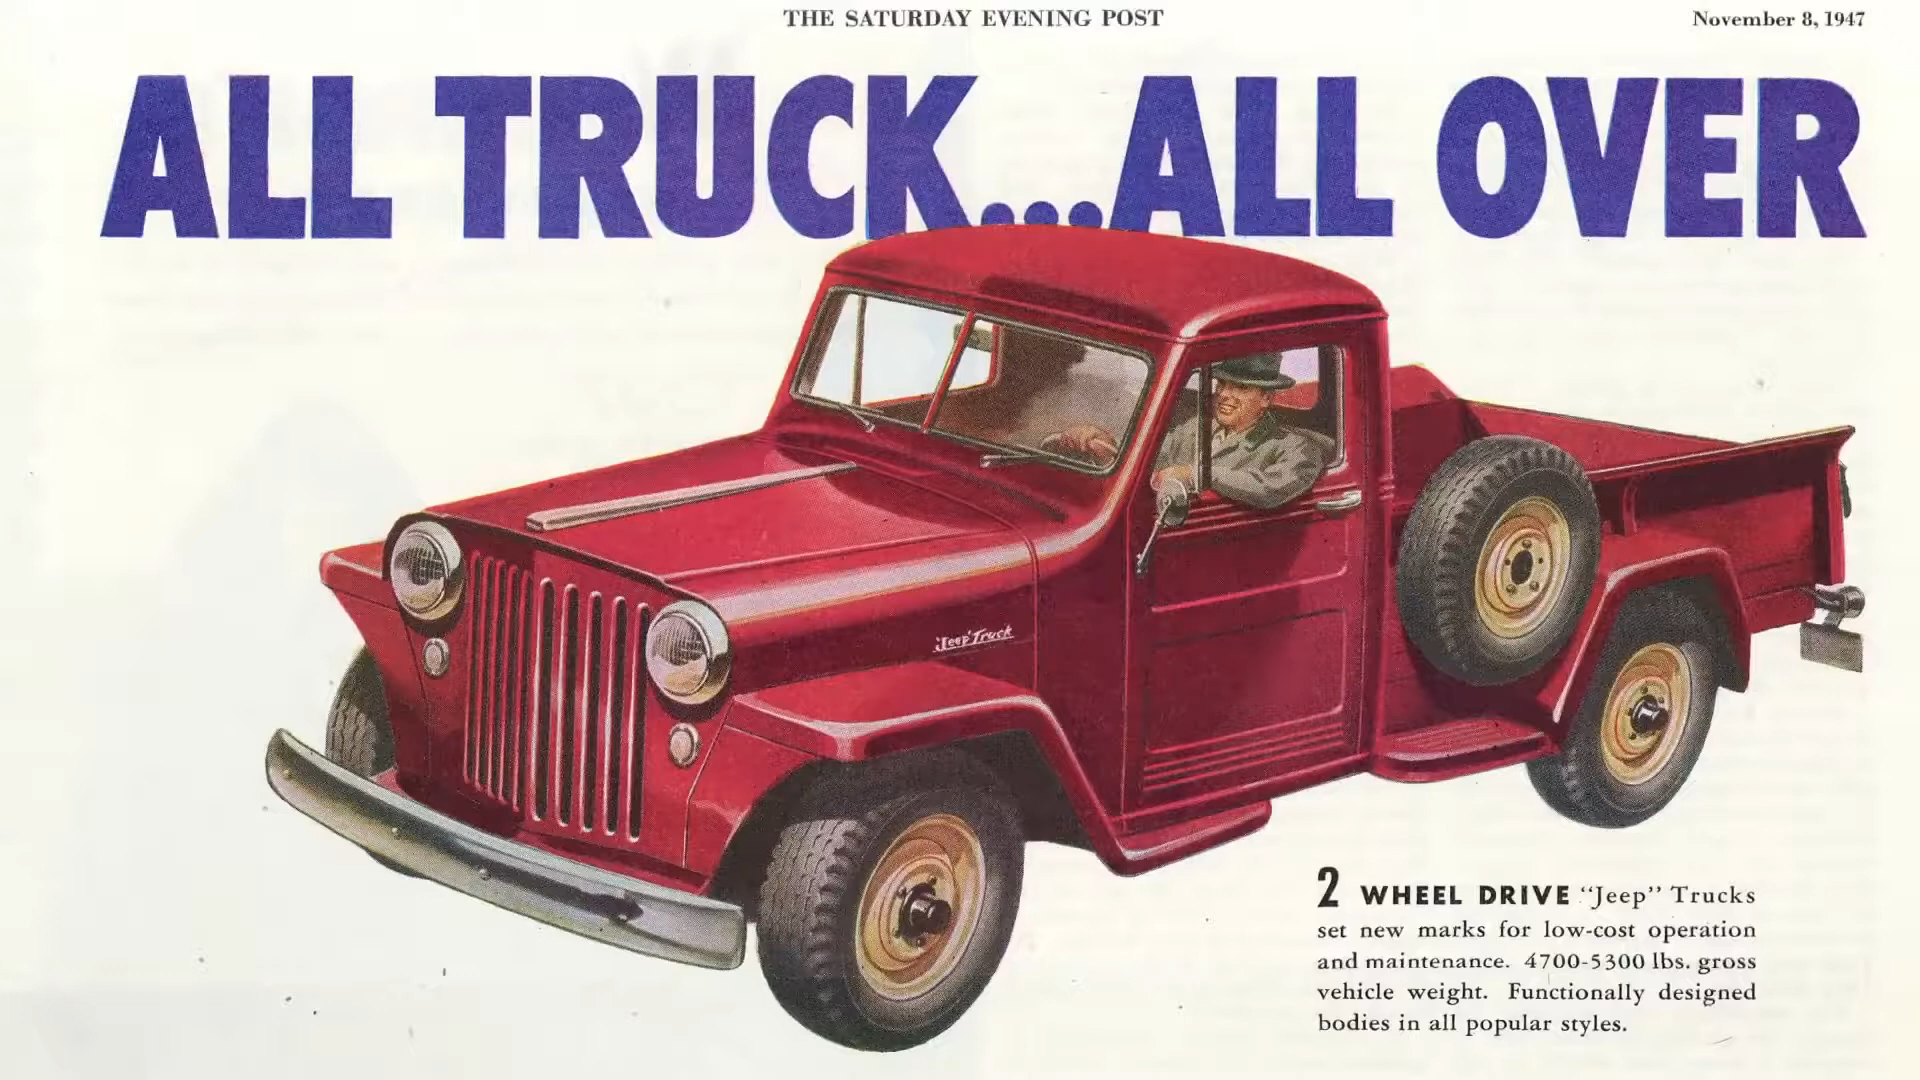 THE SATURDAY EVENING POST
November 8, 1947
ALL TRUCK...ALL OVER
'Jeep' Truck
2 WHEEL DRIVE "Jeep" Trucks
set new marks for low-cost operation
and maintenance. 4700-5300 lbs. gross
vehicle weight. Functionally designed
bodies in all popular styles.